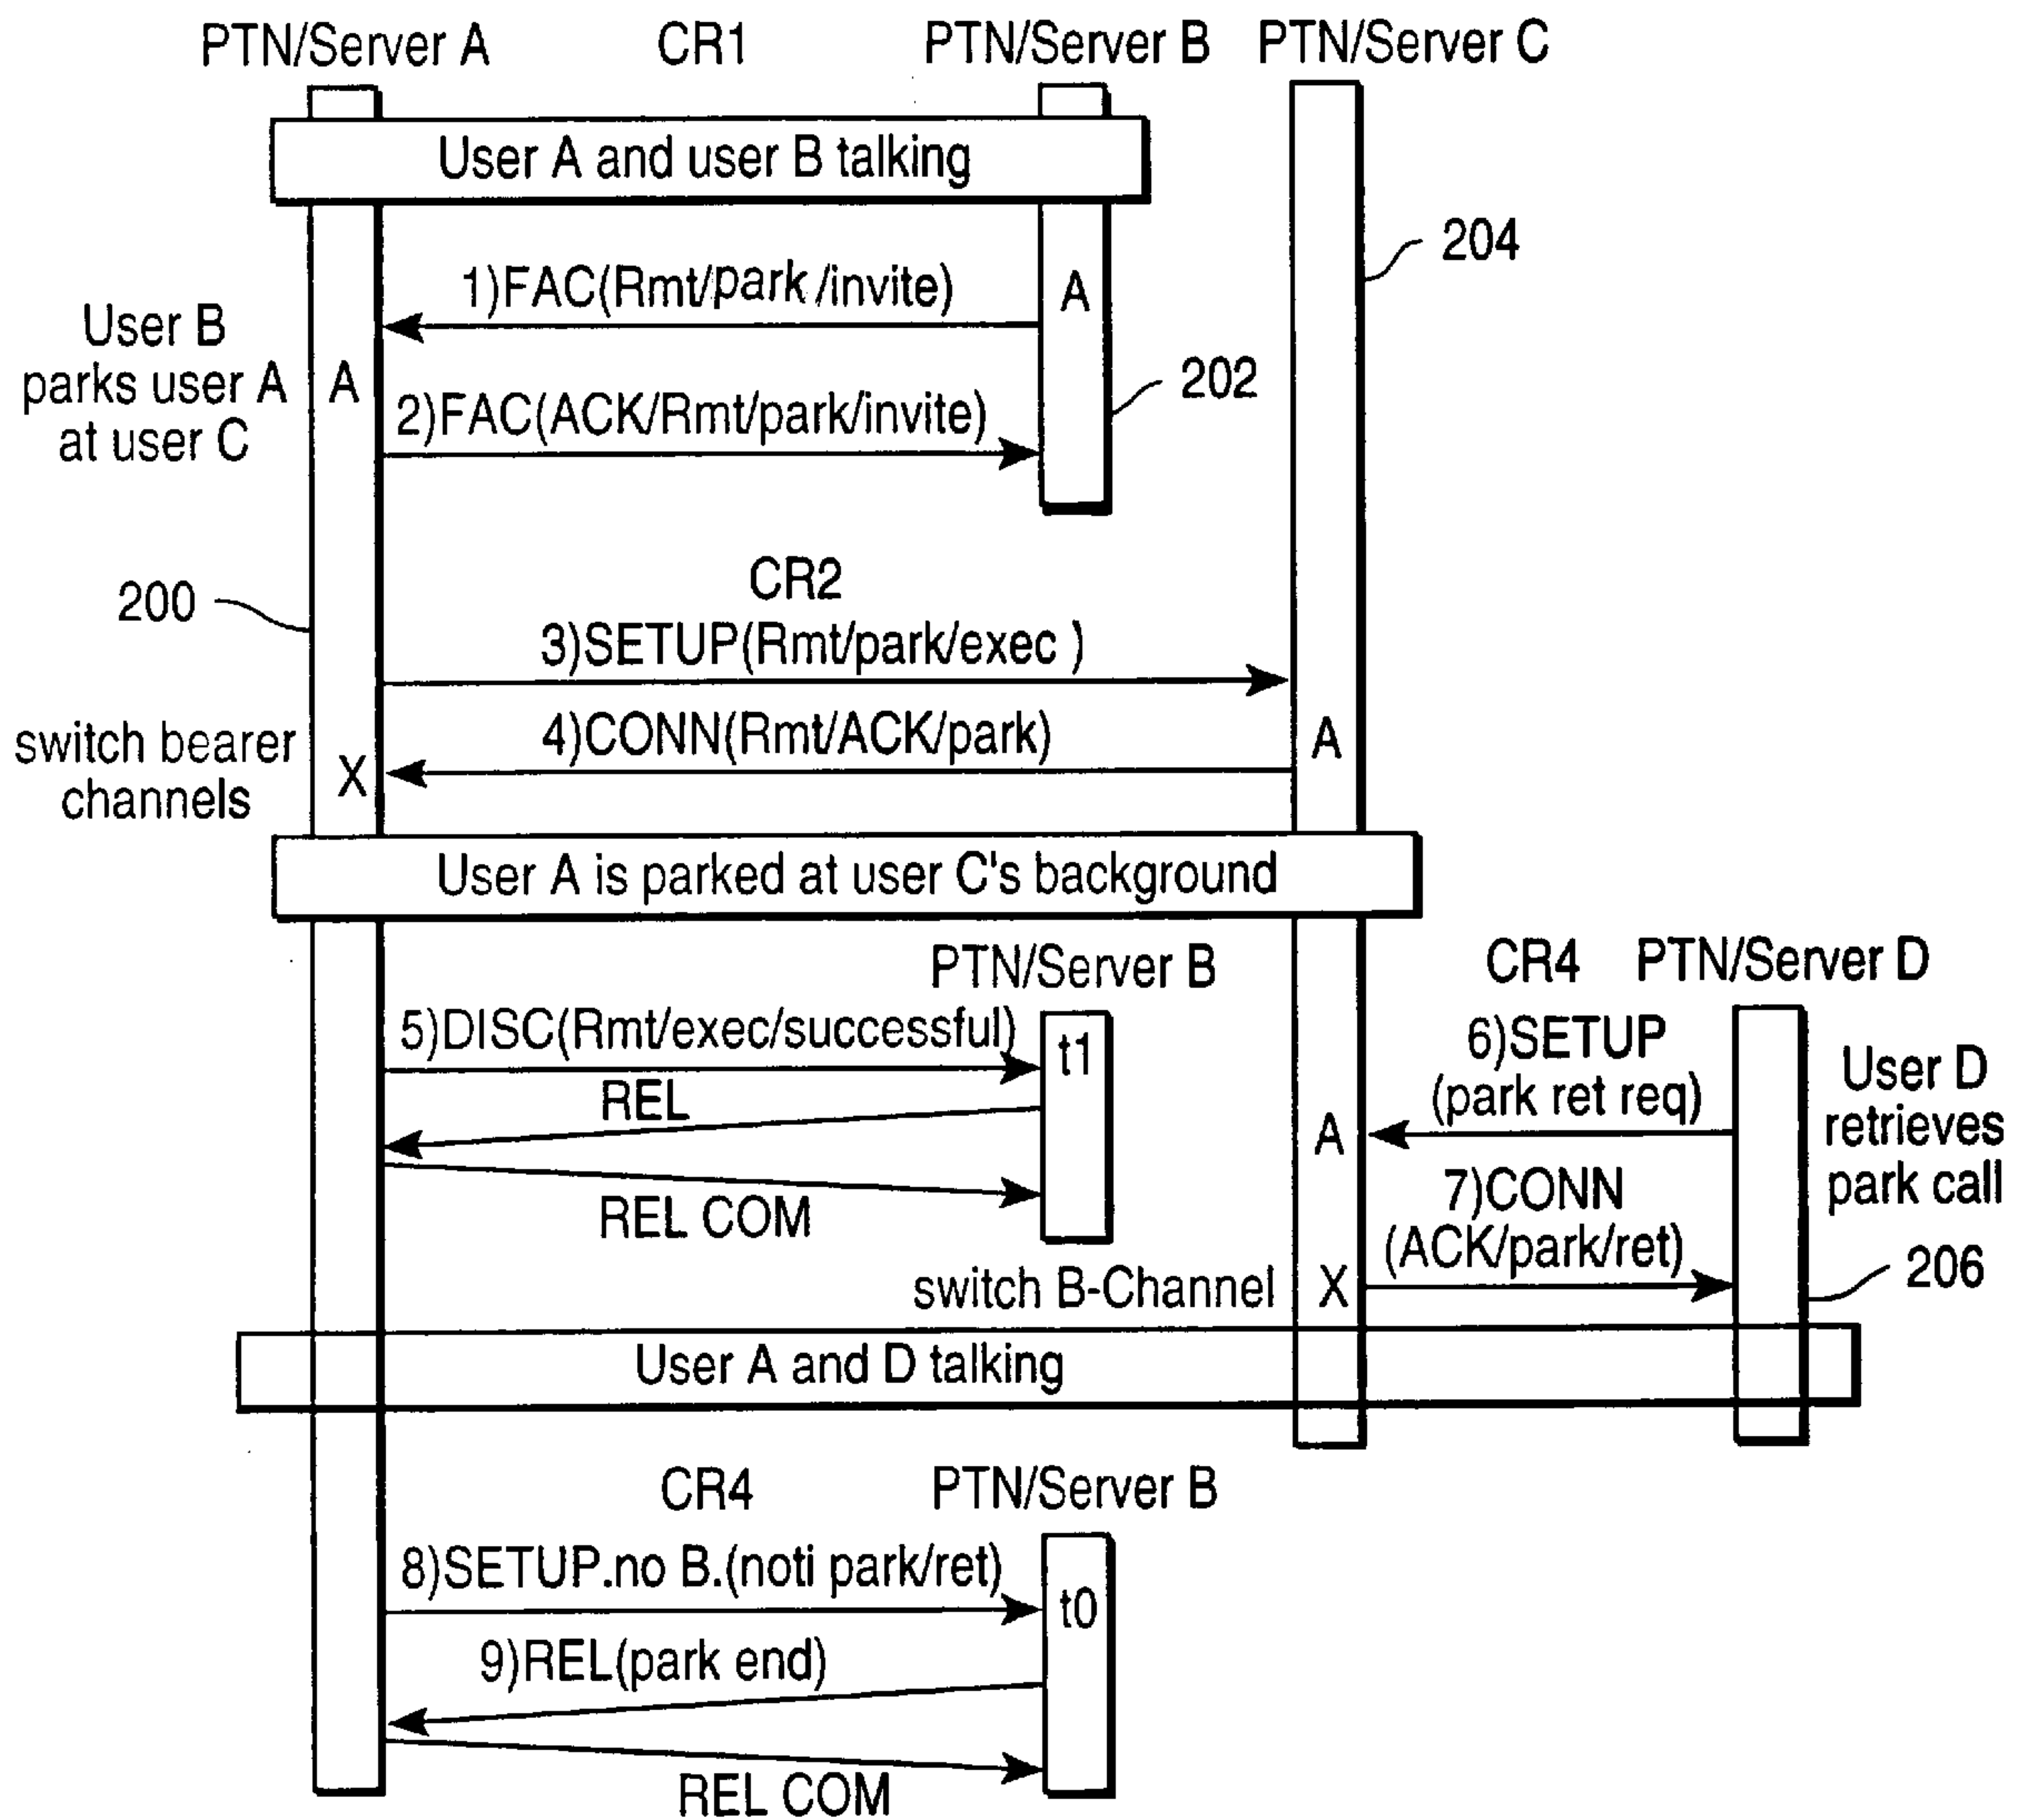 PTN/Server A
CR1
PTN/Server B
PTN/Server C
User A and user B talking
204
1)FAC(Rmt/park/invite)
A
User B
parks user A
at user C
A
202
2)FAC(ACK/Rmt/park/invite)
CR2
200
3)SETUP(Rmt/park/exec )
switch bearer
channels
X
4)CONN(Rmt/ACK/park)
A
User A is parked at user C's background
PTN/Server B
CR4
PTN/Server D
5)DISC(Rmt/exec/successful)
t1
6)SETUP
(park ret req)
User D
retrieves
park call
REL
A
REL COM
7)CONN
(ACK/park/ret)
206
switch B-Channel
X
User A and D talking
CR4
PTN/Server B
8)SETUP.no B.(noti park/ret)
t0
9)REL(park end)
REL COM